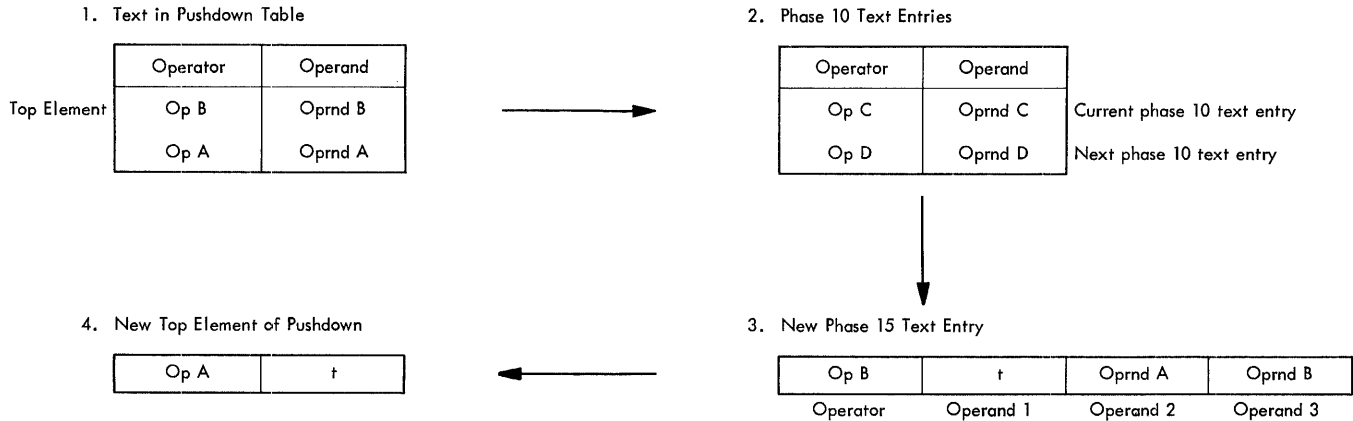 1. Text in Pushdown Table
Operator Operand
Top Element Op B Oprnd B
Op A Oprnd A
2. Phase 10 Text Entries
Operator Operand
Op C Oprnd C Current phase 10 text entry
Op D Oprnd D Next phase 10 text entry
4. New Top Element of Pushdown
Op A t
3. New Phase 15 Text Entry
Op B t Oprnd A Oprnd B
Operator Operand 1 Operand 2 Operand 3